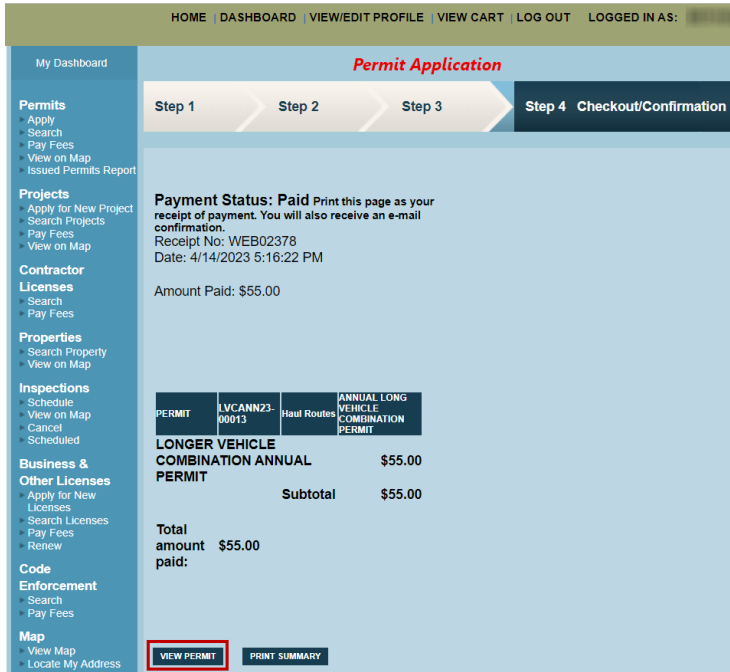 HOME | DASHBOARD | VIEW/EDIT PROFILE | VIEW CART | LOG OUT LOGGED IN AS:
My Dashboard
Permit Application
Step 1
Step 2
Step 3
Step 4 Checkout/Confirmation
Permits
Apply
Search
Pay Fees
View on Map
Issued Permits Report
Projects
Apply for New Project
Search Projects
Pay Fees
View on Map
Contractor
Licenses
Search
Pay Fees
Properties
Search Property
View on Map
Inspections
Schedule
View on Map
Cancel
Scheduled
Business &
Other Licenses
Apply for New
Licenses
Search Licenses
Pay Fees
Renew
Code
Enforcement
Search
Pay Fees
Map
View Map
Locate My Address
Payment Status: Paid Print this page as your
receipt of payment. You will also receive an e-mail
confirmation.
Receipt No: WEB02378
Date: 4/14/2023 5:16:22 PM
Amount Paid: $55.00
PERMIT
LVCANN23-
00013
Haul Routes
ANNUAL LONG
VEHICLE
COMBINATION
PERMIT
LONGER VEHICLE
COMBINATION ANNUAL
PERMIT
$55.00
Subtotal $55.00
Total
amount
paid:
$55.00
VIEW PERMIT
PRINT SUMMARY